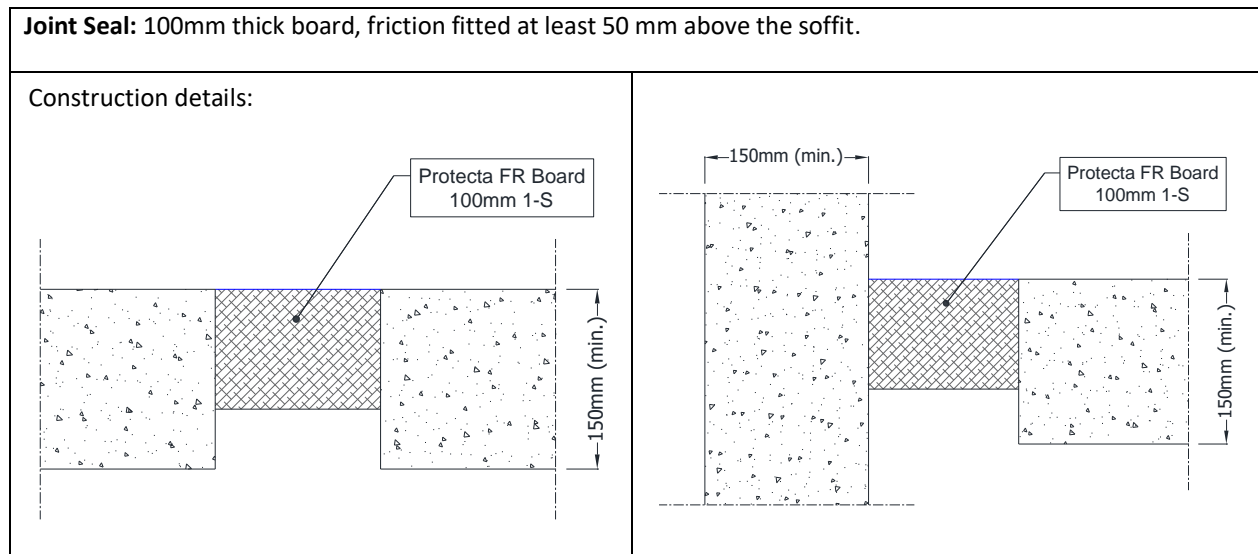 Joint Seal: 100mm thick board, friction fitted at least 50 mm above the soffit.
Construction details:
Protecta FR Board
100mm 1-S
150mm (min.)
150mm (min.)
Protecta FR Board
100mm 1-S
150mm (min.)